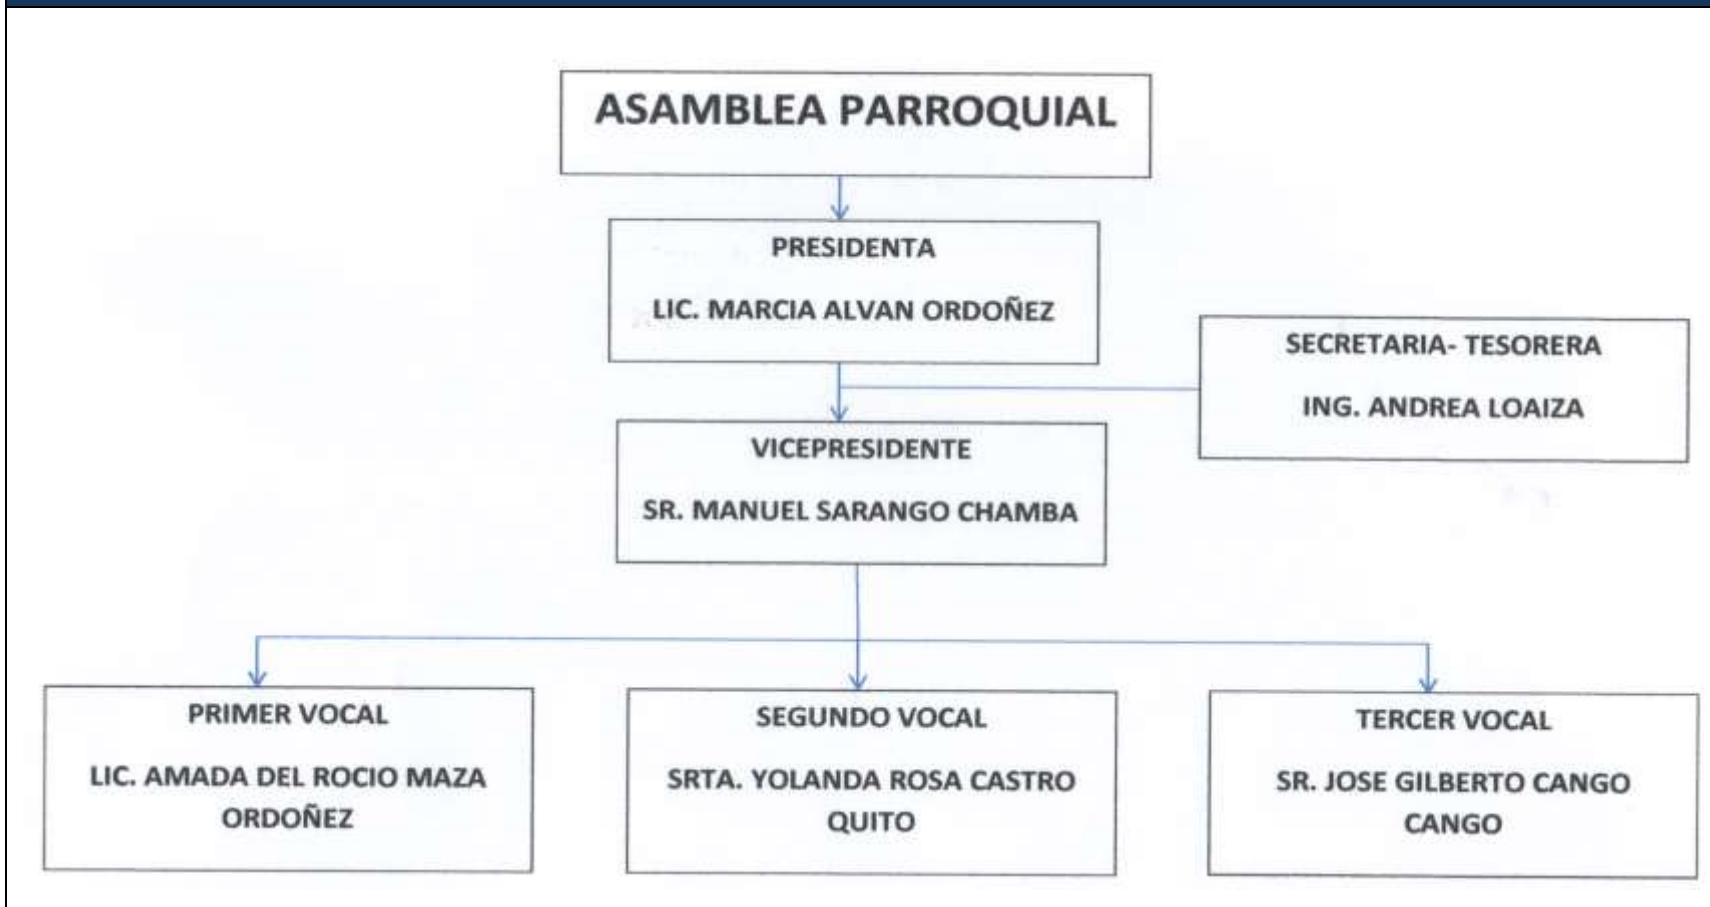 ASAMBLEA PARROQUIAL
PRESIDENTA
LIC. MARCIA ALVAN ORDOÑEZ
SECRETARIA- TESORERA
ING. ANDREA LOAIZA
VICEPRESIDENTE
SR. MANUEL SARANGO CHAMBA
PRIMER VOCAL
LIC. AMADA DEL ROCIO MAZA
ORDOÑEZ
SEGUNDO VOCAL
SRTA. YOLANDA ROSA CASTRO
QUITO
TERCER VOCAL
SR. JOSE GILBERTO CANGO
CANGO